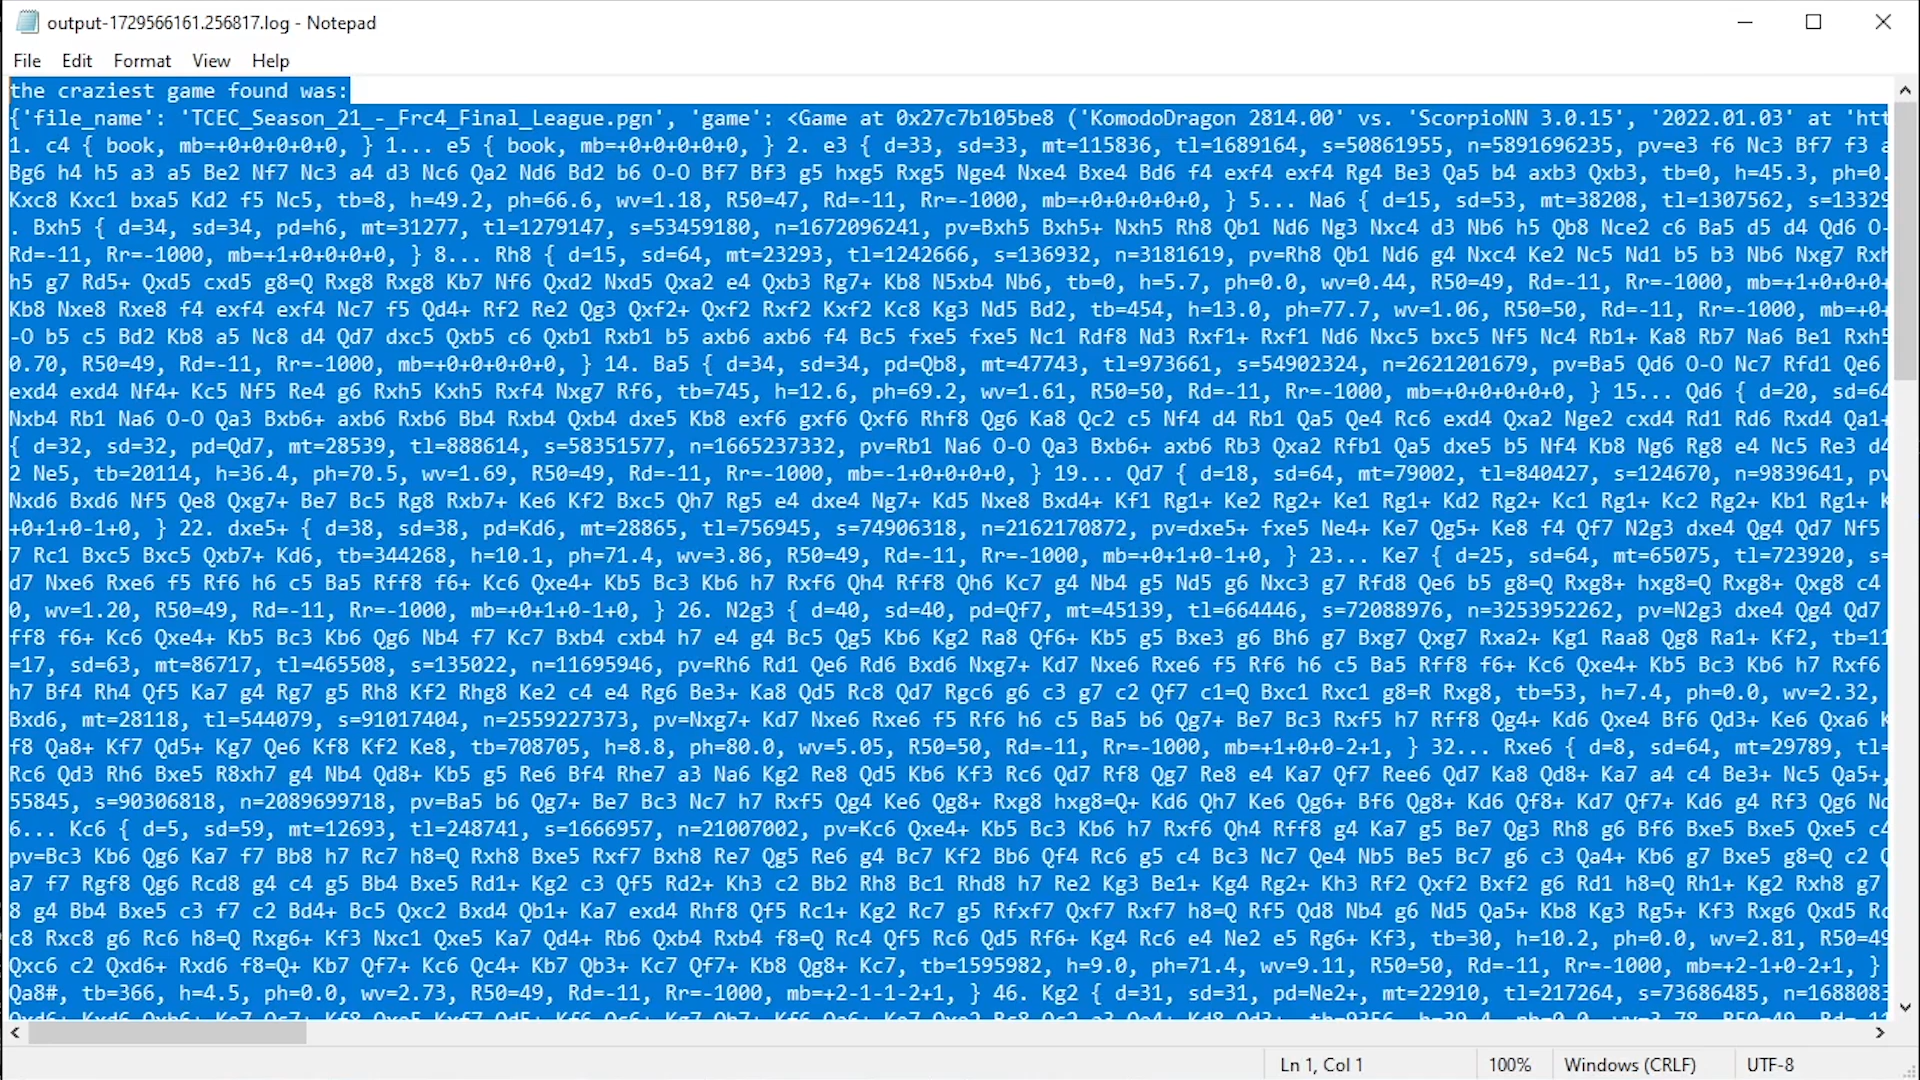 output-1729566161.256817.log - Notepad
File Edit Format View Help
the craziest game found was:
{'file_name': 'TCEC_Season_21_-_Frc4_Final_League.pgn', 'game': <Game at 0x27c7b105be8 ('KomodoDragon 2814.00' vs. 'ScorpioNN 3.0.15', '2022.01.03' at 'htt
1. c4 { book, mb=+0+0+0+0+0, } 1... e5 { book, mb=+0+0+0+0+0, } 2. e3 { d=33, sd=33, mt=115836, tl=1689164, s=50861955, n=5891696235, pv=e3 f6 Nc3 Bf7 f3 a
Bg6 h4 h5 a3 a5 Be2 Nf7 Nc3 a4 d3 Nc6 Qa2 Nd6 Bd2 b6 O-O Bf7 Bf3 g5 hxg5 Rxg5 Nge4 Nxe4 Bxe4 Bd6 f4 exf4 exf4 Rg4 Be3 Qa5 b4 axb3 Qxb3, tb=0, h=45.3, ph=0.
Kxc8 Kxc1 bxa5 Kd2 f5 Nc5, tb=8, h=49.2, ph=66.6, wv=1.18, R50=47, Rd=-11, Rr=-1000, mb=+0+0+0+0+0, } 5... Na6 { d=15, sd=53, mt=38208, tl=1307562, s=13329
. Bxh5 { d=34, sd=34, pd=h6, mt=31277, tl=1279147, s=53459180, n=1672096241, pv=Bxh5 Bxh5+ Nxh5 Rh8 Qb1 Nd6 Ng3 Nxc4 d3 Nb6 h5 Qb8 Nce2 c6 Ba5 d5 d4 Qd6 O-
Rd=-11, Rr=-1000, mb=+1+0+0+0+0, } 8... Rh8 { d=15, sd=64, mt=23293, tl=1242666, s=136932, n=3181619, pv=Rh8 Qb1 Nd6 g4 Nxc4 Ke2 Nc5 Nd1 b5 b3 Nb6 Nxg7 Rxh
h5 g7 Rd5+ Qxd5 cxd5 g8=Q Rxg8 Rxg8 Kb7 Nf6 Qxd2 Nxd5 Qxa2 e4 Qxb3 Rg7+ Kb8 N5xb4 Nb6, tb=0, h=5.7, ph=0.0, wv=0.44, R50=49, Rd=-11, Rr=-1000, mb=+1+0+0+0+
Kb8 Nxe8 Rxe8 f4 exf4 exf4 Nc7 f5 Qd4+ Rf2 Re2 Qg3 Qxf2+ Qxf2 Rxf2 Kxf2 Kc8 Kg3 Nd5 Bd2, tb=454, h=13.0, ph=77.7, wv=1.06, R50=50, Rd=-11, Rr=-1000, mb=+0+
-O b5 c5 Bd2 Kb8 a5 Nc8 d4 Qd7 dxc5 Qxb5 c6 Qxb1 Rxb1 b5 axb6 axb6 f4 Bc5 fxe5 fxe5 Nc1 Rdf8 Nd3 Rxf1+ Rxf1 Nd6 Nxc5 bxc5 Nf5 Nc4 Rb1+ Ka8 Rb7 Na6 Be1 Rxh5
0.70, R50=49, Rd=-11, Rr=-1000, mb=+0+0+0+0+0, } 14. Ba5 { d=34, sd=34, pd=Qb8, mt=47743, tl=973661, s=54902324, n=2621201679, pv=Ba5 Qd6 O-O Nc7 Rfd1 Qe6
exd4 exd4 Nf4+ Kc5 Nf5 Re4 g6 Rxh5 Kxh5 Rxf4 Nxg7 Rf6, tb=745, h=12.6, ph=69.2, wv=1.61, R50=50, Rd=-11, Rr=-1000, mb=+0+0+0+0+0, } 15... Qd6 { d=20, sd=64
Nxb4 Rb1 Na6 O-O Qa3 Bxb6+ axb6 Rxb6 Bb4 Rxb4 Qxb4 dxe5 Kb8 exf6 gxf6 Qxf6 Rhf8 Qg6 Ka8 Qc2 c5 Nf4 d4 Rb1 Qa5 Qe4 Rc6 exd4 Qxa2 Nge2 cxd4 Rd1 Rd6 Rxd4 Qa1+
{ d=32, sd=32, pd=Qd7, mt=28539, tl=888614, s=58351577, n=1665237332, pv=Rb1 Na6 O-O Qa3 Bxb6+ axb6 Rb3 Qxa2 Rfb1 Qa5 dxe5 b5 Nf4 Kb8 Ng6 Rg8 e4 Nc5 Re3 d4
2 Ne5, tb=20114, h=36.4, ph=70.5, wv=1.69, R50=49, Rd=-11, Rr=-1000, mb=-1+0+0+0+0, } 19... Qd7 { d=18, sd=64, mt=79002, tl=840427, s=124670, n=9839641, pv
Nxd6 Bxd6 Nf5 Qe8 Qxg7+ Be7 Bc5 Rg8 Rxb7+ Ke6 Kf2 Bxc5 Qh7 Rg5 e4 dxe4 Ng7+ Kd5 Nxe8 Bxd4+ Kf1 Rg1+ Ke2 Rg2+ Ke1 Rg1+ Kd2 Rg2+ Kc1 Rg1+ Kc2 Rg2+ Kb1 Rg1+ K
+0+1+0-1+0, } 22. dxe5+ { d=38, sd=38, pd=Kd6, mt=28865, tl=756945, s=74906318, n=2162170872, pv=dxe5+ fxe5 Ne4+ Ke7 Qg5+ Ke8 f4 Qf7 N2g3 dxe4 Qg4 Qd7 Nf5
7 Rc1 Bxc5 Bxc5 Qxb7+ Kd6, tb=344268, h=10.1, ph=71.4, wv=3.86, R50=49, Rd=-11, Rr=-1000, mb=+0+1+0-1+0, } 23... Ke7 { d=25, sd=64, mt=65075, tl=723920, s=
d7 Nxe6 Rxe6 f5 Rf6 h6 c5 Ba5 Rff8 f6+ Kc6 Qxe4+ Kb5 Bc3 Kb6 h7 Rxf6 Qh4 Rff8 Qh6 Kc7 g4 Nb4 g5 Nd5 g6 Nxc3 g7 Rfd8 Qe6 b5 g8=Q Rxg8+ hxg8=Q Rxg8+ Qxg8 c4
0, wv=1.20, R50=49, Rd=-11, Rr=-1000, mb=+0+1+0-1+0, } 26. N2g3 { d=40, sd=40, pd=Qf7, mt=45139, tl=664446, s=72088976, n=3253952262, pv=N2g3 dxe4 Qg4 Qd7
ff8 f6+ Kc6 Qxe4+ Kb5 Bc3 Kb6 Qg6 Nb4 f7 Kc7 Bxb4 cxb4 h7 e4 g4 Bc5 Qg5 Kb6 Kg2 Ra8 Qf6+ Kb5 g5 Bxe3 g6 Bh6 g7 Bxg7 Qxg7 Rxa2+ Kg1 Raa8 Qg8 Ra1+ Kf2, tb=11
=17, sd=63, mt=86717, tl=465508, s=135022, n=11695946, pv=Rh6 Rd1 Qe6 Rd6 Bxd6 Nxg7+ Kd7 Nxe6 Rxe6 f5 Rf6 h6 c5 Ba5 Rff8 f6+ Kc6 Qxe4+ Kb5 Bc3 Kb6 h7 Rxf6
h7 Bf4 Rh4 Qf5 Ka7 g4 Rg7 g5 Rh8 Kf2 Rhg8 Ke2 c4 e4 Rg6 Be3+ Ka8 Qd5 Rc8 Qd7 Rgc6 g6 c3 g7 c2 Qf7 c1=Q Bxc1 Rxc1 g8=R Rxg8, tb=53, h=7.4, ph=0.0, wv=2.32,
Bxd6, mt=28118, tl=544079, s=91017404, n=2559227373, pv=Nxg7+ Kd7 Nxe6 Rxe6 f5 Rf6 h6 c5 Ba5 b6 Qg7+ Be7 Bc3 Rxf5 h7 Rff8 Qg4+ Kd6 Qxe4 Bf6 Qd3+ Ke6 Qxa6 K
f8 Qa8+ Kf7 Qd5+ Kg7 Qe6 Kf8 Kf2 Ke8, tb=708705, h=8.8, ph=80.0, wv=5.05, R50=50, Rd=-11, Rr=-1000, mb=+1+0+0-2+1, } 32... Rxe6 { d=8, sd=64, mt=29789, tl=
Rc6 Qd3 Rh6 Bxe5 R8xh7 g4 Nb4 Qd8+ Kb5 g5 Re6 Bf4 Rhe7 a3 Na6 Kg2 Re8 Qd5 Kb6 Kf3 Rc6 Qd7 Rf8 Qg7 Re8 e4 Ka7 Qf7 Ree6 Qd7 Ka8 Qd8+ Ka7 a4 c4 Be3+ Nc5 Qa5+,
55845, s=90306818, n=2089699718, pv=Ba5 b6 Qg7+ Be7 Bc3 Nc7 h7 Rxf5 Qg4 Ke6 Qg8+ Rxg8 hxg8=Q+ Kd6 Qh7 Ke6 Qg6+ Bf6 Qg8+ Kd6 Qf8+ Kd7 Qf7+ Kd6 g4 Rf3 Qg6 Nd
6... Kc6 { d=5, sd=59, mt=12693, tl=248741, s=1666957, n=21007002, pv=Kc6 Qxe4+ Kb5 Bc3 Kb6 h7 Rxf6 Qh4 Rff8 g4 Ka7 g5 Be7 Qg3 Rh8 g6 Bf6 Bxe5 Bxe5 Qxe5 c4
pv=Bc3 Kb6 Qg6 Ka7 f7 Bb8 h7 Rc7 h8=Q Rxh8 Bxe5 Rxf7 Bxh8 Re7 Qg5 Re6 g4 Bc7 Kf2 Bb6 Qf4 Rc6 g5 c4 Bc3 Nc7 Qe4 Nb5 Be5 Bc7 g6 c3 Qa4+ Kb6 g7 Bxe5 g8=Q c2 Q
a7 f7 Rgf8 Qg6 Rcd8 g4 c4 g5 Bb4 Bxe5 Rd1+ Kg2 c3 Qf5 Rd2+ Kh3 c2 Bb2 Rh8 Bc1 Rhd8 h7 Re2 Kg3 Be1+ Kg4 Rg2+ Kh3 Rf2 Qxf2 Bxf2 g6 Rd1 h8=Q Rh1+ Kg2 Rxh8 g7
8 g4 Bb4 Bxe5 c3 f7 c2 Bd4+ Bc5 Qxc2 Bxd4 Qb1+ Ka7 exd4 Rhf8 Qf5 Rc1+ Kg2 Rc7 g5 Rfxf7 Qxf7 Rxf7 h8=Q Rf5 Qd8 Nb4 g6 Nd5 Qa5+ Kb8 Kg3 Rg5+ Kf3 Rxg6 Qxd5 Rc
c8 Rxc8 g6 Rc6 h8=Q Rxg6+ Kf3 Nxc1 Qxe5 Ka7 Qd4+ Rb6 Qxb4 Rxb4 f8=Q Rc4 Qf5 Rc6 Qd5 Rf6+ Kg4 Rc6 e4 Ne2 e5 Rg6+ Kf3, tb=30, h=10.2, ph=0.0, wv=2.81, R50=49
Qxc6 c2 Qxd6+ Rxd6 f8=Q+ Kb7 Qf7+ Kc6 Qc4+ Kb7 Qb3+ Kc7 Qf7+ Kb8 Qg8+ Kc7, tb=1595982, h=9.0, ph=71.4, wv=9.11, R50=50, Rd=-11, Rr=-1000, mb=+2-1+0-2+1, }
Qa8#, tb=366, h=4.5, ph=0.0, wv=2.73, R50=49, Rd=-11, Rr=-1000, mb=+2-1-1-2+1, } 46. Kg2 { d=31, sd=31, pd=Ne2+, mt=22910, tl=217264, s=73686485, n=1688083
Ln 1, Col 1 100% Windows (CRLF) UTF-8